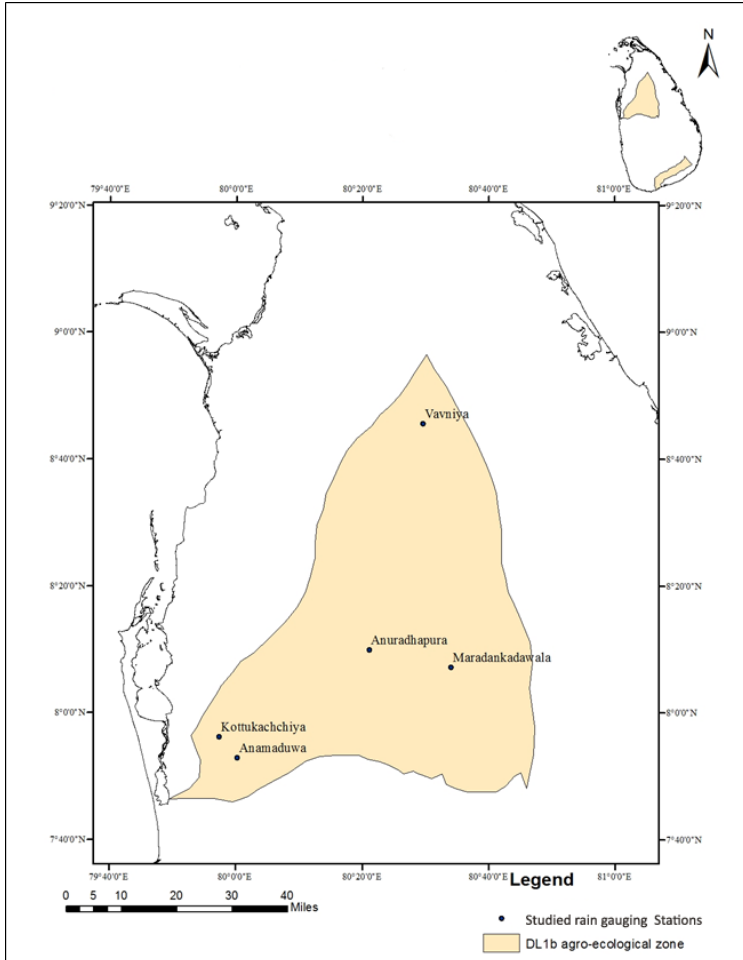 N
79°40'0"E 80°0'0"E 80°20'0"E 80°40'0"E 81°0'0"E
9°20'0"N 9°20'0"N
9°0'0"N 9°0'0"N
Vavniya
8°40'0"N 8°40'0"N
8°20'0"N 8°20'0"N
Anuradhapura
Maradankadawala
8°0'0"N 8°0'0"N
Kottukachchiya
Anamaduwa
7°40'0"N 7°40'0"N
79°40'0"E 80°0'0"E 80°20'0"E 80°40'0"E 81°0'0"E
Legend
0 5 10 20 30 40
Miles
Studied rain gauging Stations
DL1b agro-ecological zone